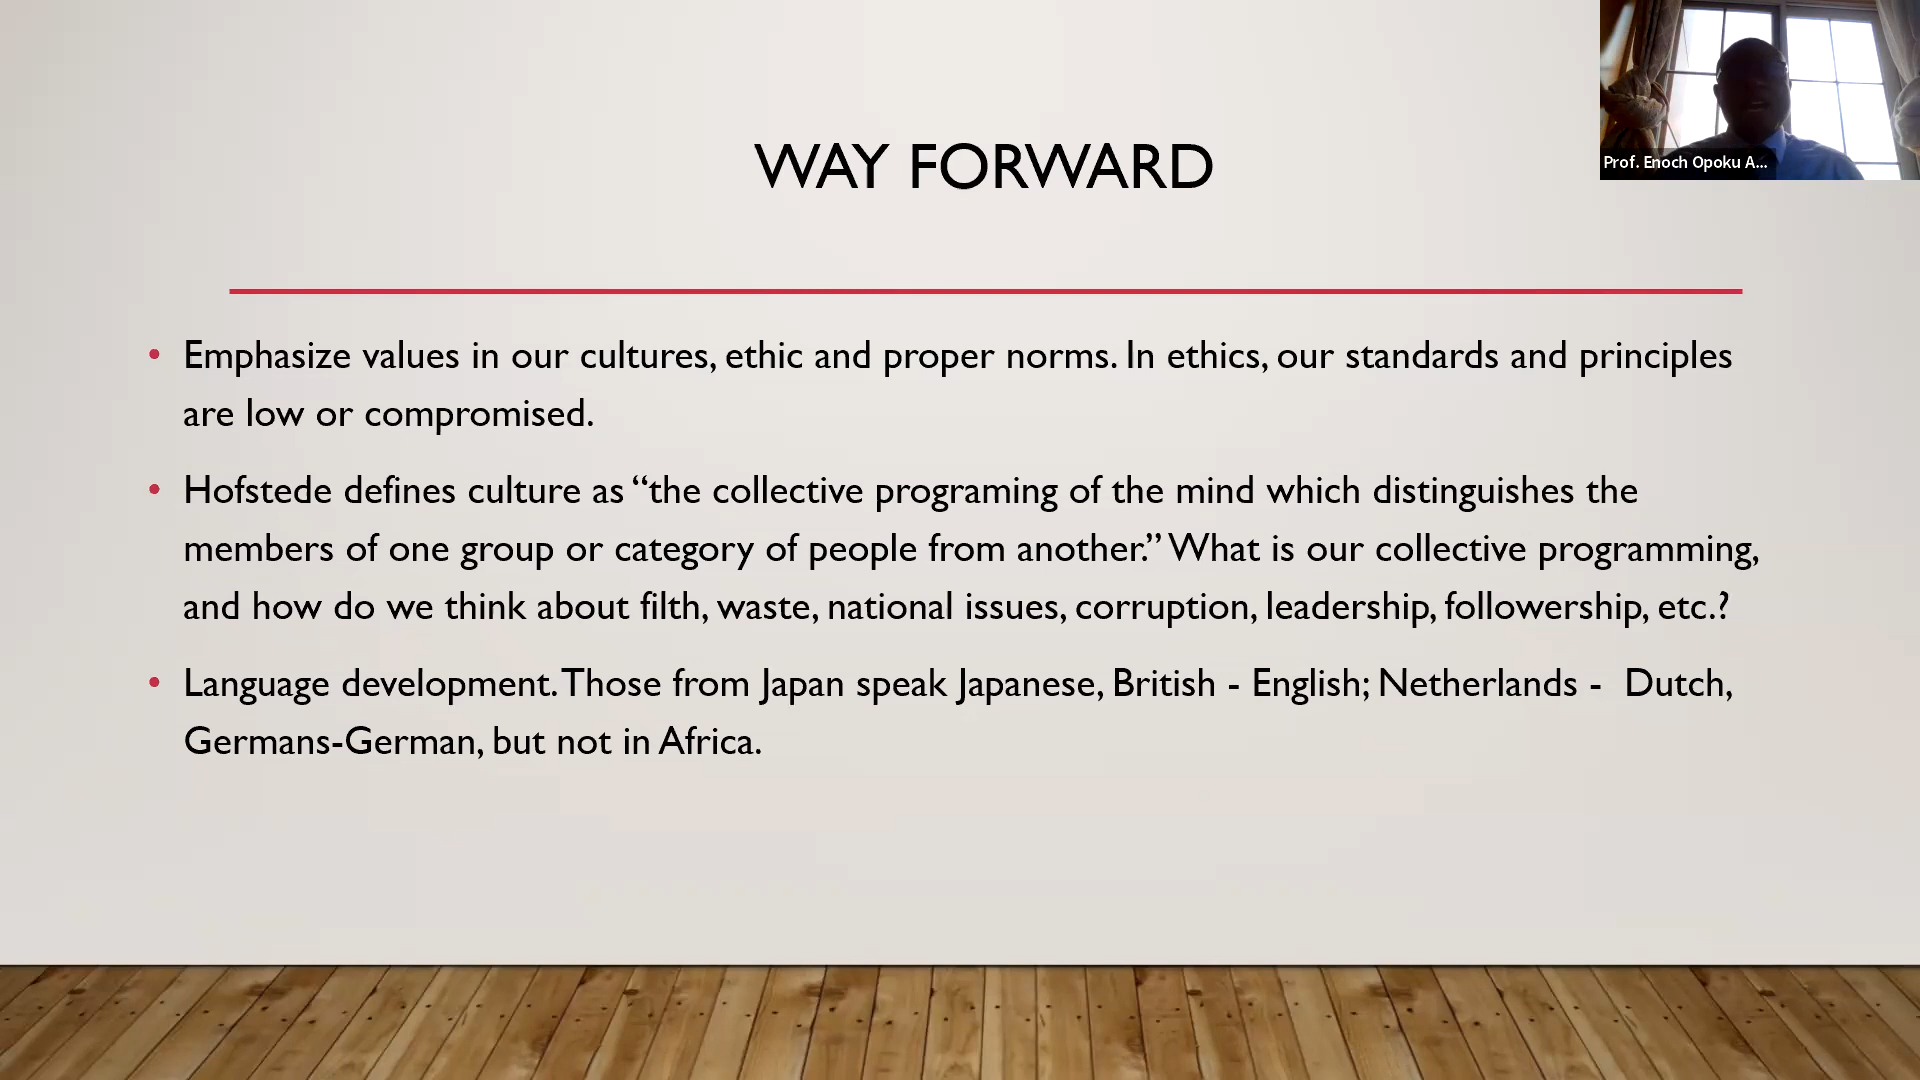 WAY FORWARD
Prof. Enoch Opoku A...
• Emphasize values in our cultures, ethic and proper norms. In ethics, our standards and principles
are low or compromised.
• Hofstede defines culture as “the collective programing of the mind which distinguishes the
members of one group or category of people from another.” What is our collective programming,
and how do we think about filth, waste, national issues, corruption, leadership, followership, etc.?
• Language development. Those from Japan speak Japanese, British - English; Netherlands -  Dutch,
Germans-German, but not in Africa.